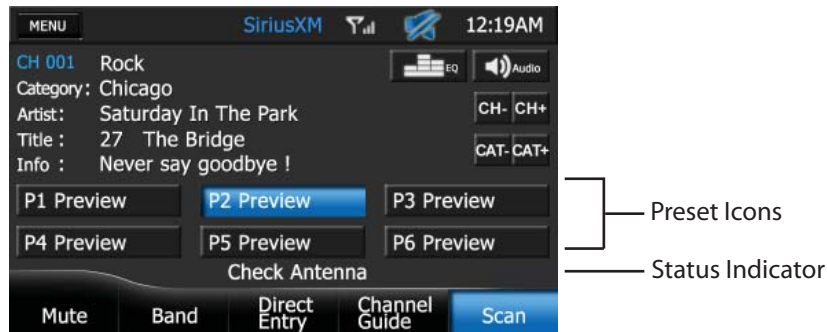 MENU SiriusXM 12:19AM
CH 001 Rock
EQ Audio
Category: Chicago
Artist: Saturday In The Park
CH- CH+
Title : 27 The Bridge
CAT- CAT+
Info : Never say goodbye !
P1 Preview P2 Preview P3 Preview
Preset Icons
P4 Preview P5 Preview P6 Preview
Check Antenna
Status Indicator
Mute Band Direct Entry Channel Guide Scan